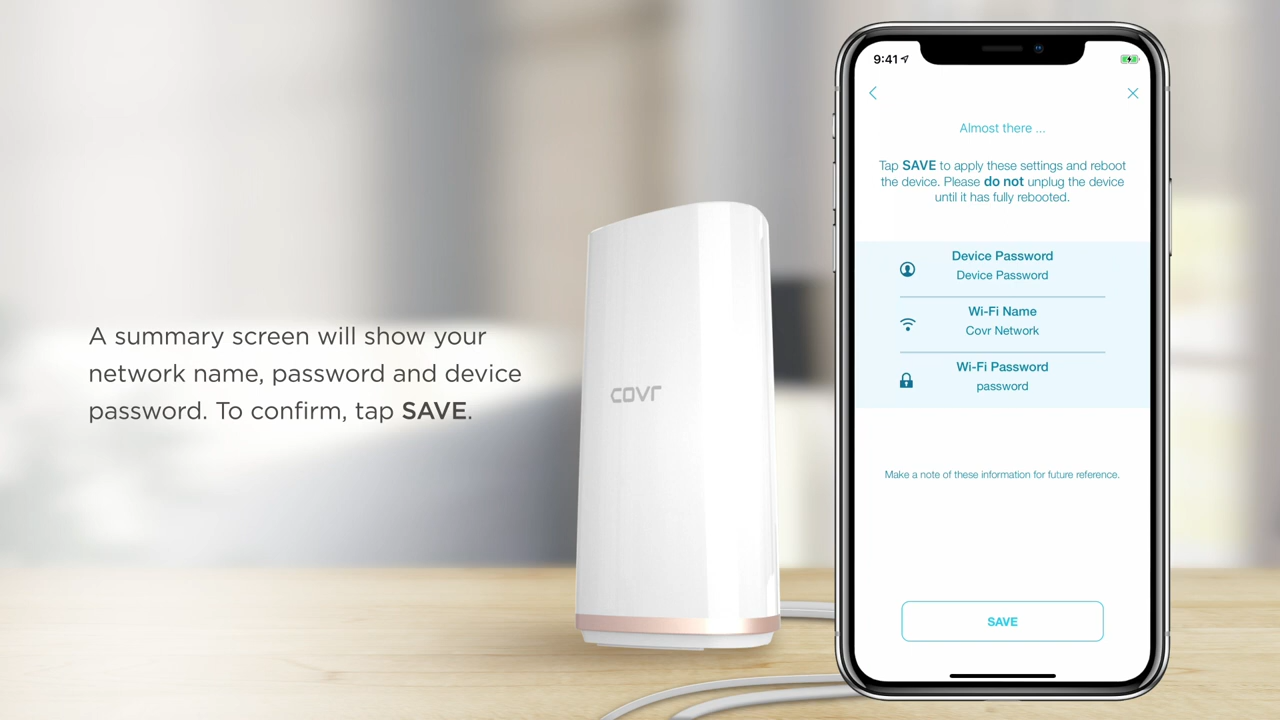 A summary screen will show your
network name, password and device
password. To confirm, tap SAVE.
COVr
9:41
Almost there ...
Tap SAVE to apply these settings and reboot
the device. Please do not unplug the device
until it has fully rebooted.
Device Password
Device Password
Wi-Fi Name
Covr Network
Wi-Fi Password
password
Make a note of these information for future reference.
SAVE